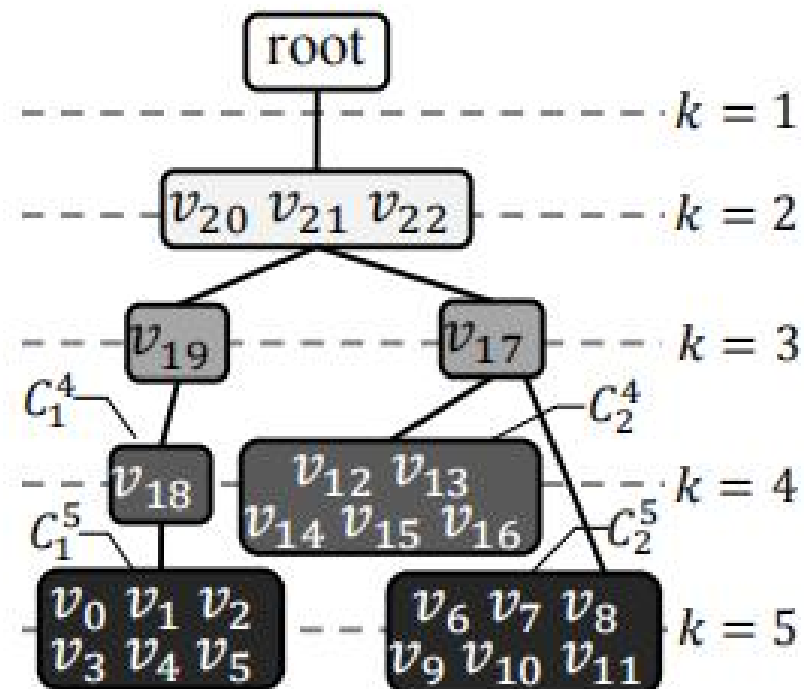 root
k = 1
v₂₀ v₂₁ v₂₂
k = 2
v₁₉
v₁₇
k = 3
C₁⁴
C₂⁴
v₁₈
v₁₂ v₁₃
v₁₄ v₁₅ v₁₆
k = 4
C₁⁵
C₂⁵
v₀ v₁ v₂
v₃ v₄ v₅
v₆ v₇ v₈
v₉ v₁₀ v₁₁
k = 5